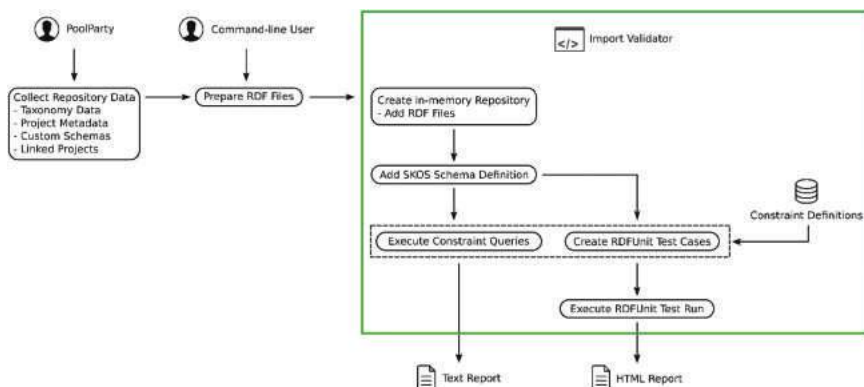 PoolParty
Command-line User
</>
Import Validator
Collect Repository Data
- Taxonomy Data
- Project Metadata
- Custom Schemas
- Linked Projects
Prepare RDF Files
Create in-memory Repository
- Add RDF Files
Add SKOS Schema Definition
Constraint Definitions
Execute Constraint Queries
Create RDFUnit Test Cases
Execute RDFUnit Test Run
Text Report
HTML Report